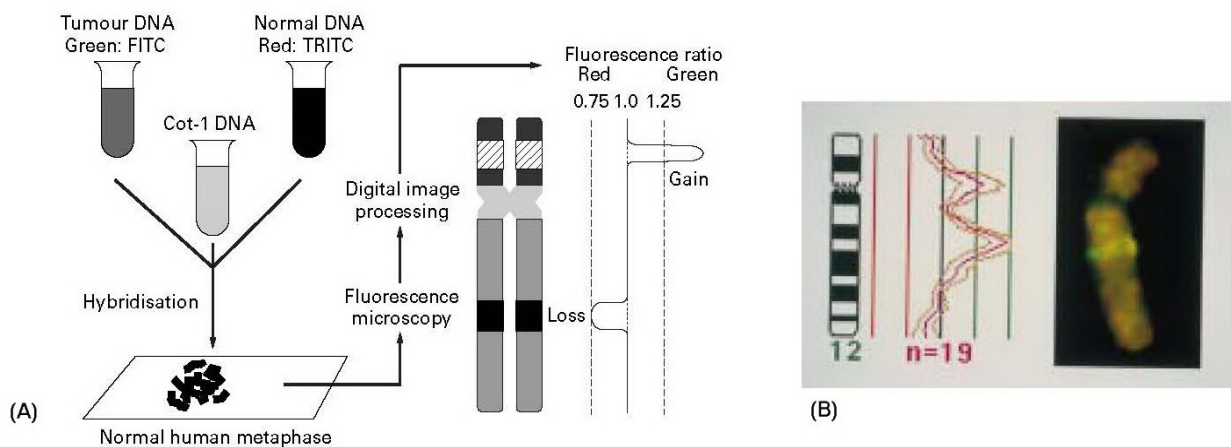 Tumour DNA
Green: FITC
Normal DNA
Red: TRITC
Cot-1 DNA
Hybridisation
Normal human metaphase
Digital image
processing
Fluorescence
microscopy
Fluorescence ratio
Red Green
0.75 1.0 1.25
Gain
Loss
(A)
12 n=19
(B)